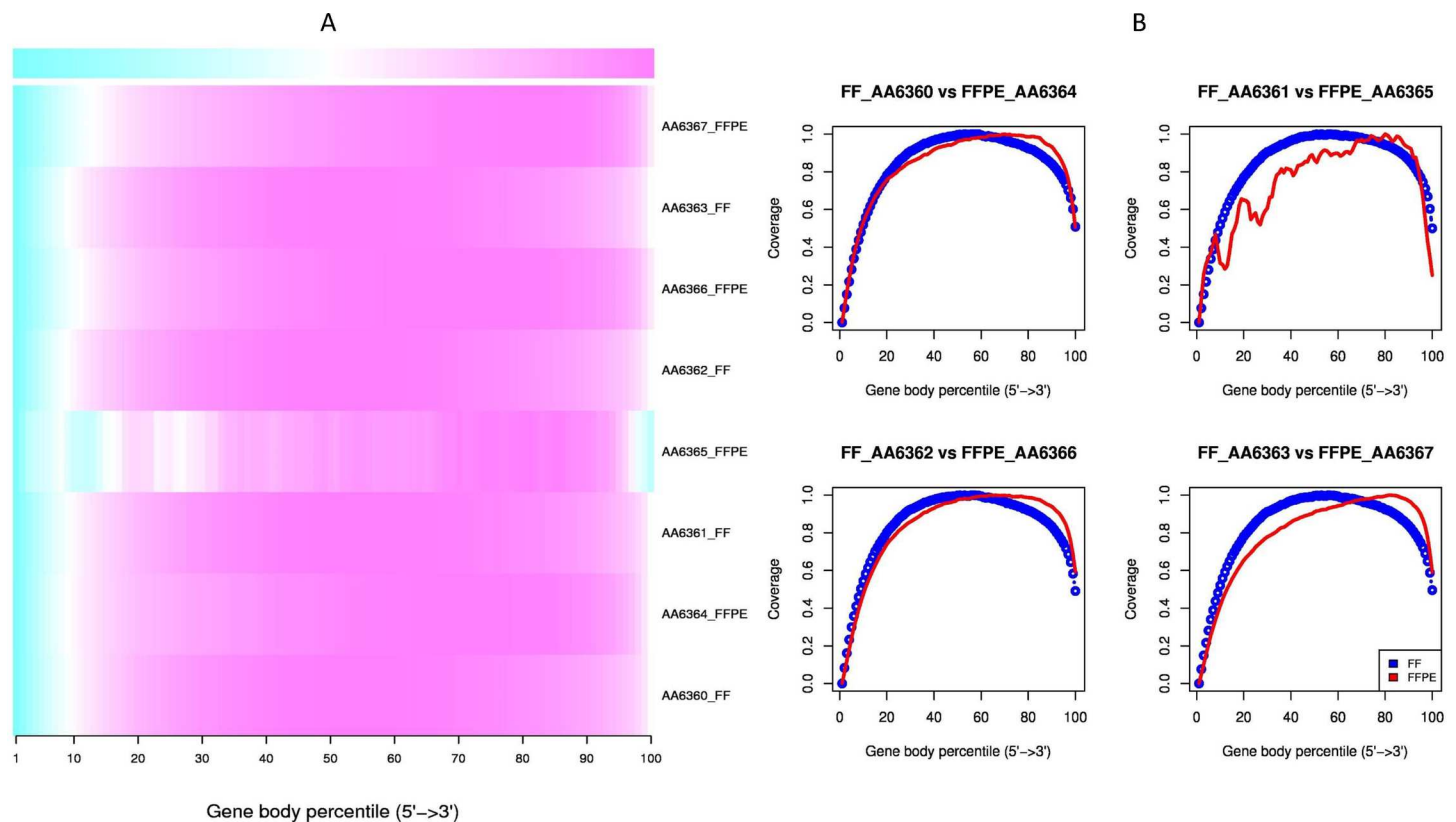 A
AA6367_FFPE
AA6363_FF
AA6366_FFPE
AA6362_FF
AA6365_FFPE
AA6361_FF
AA6364_FFPE
AA6360_FF
1 10 20 30 40 50 60 70 80 90 100
Gene body percentile (5'->3')
B
FF_AA6360 vs FFPE_AA6364
Coverage
0.0 0.2 0.4 0.6 0.8 1.0
0 20 40 60 80 100
Gene body percentile (5'->3')
FF_AA6361 vs FFPE_AA6365
Coverage
0.0 0.2 0.4 0.6 0.8 1.0
0 20 40 60 80 100
Gene body percentile (5'->3')
FF_AA6362 vs FFPE_AA6366
Coverage
0.0 0.2 0.4 0.6 0.8 1.0
0 20 40 60 80 100
Gene body percentile (5'->3')
FF_AA6363 vs FFPE_AA6367
Coverage
0.0 0.2 0.4 0.6 0.8 1.0
FF
FFPE
0 20 40 60 80 100
Gene body percentile (5'->3')